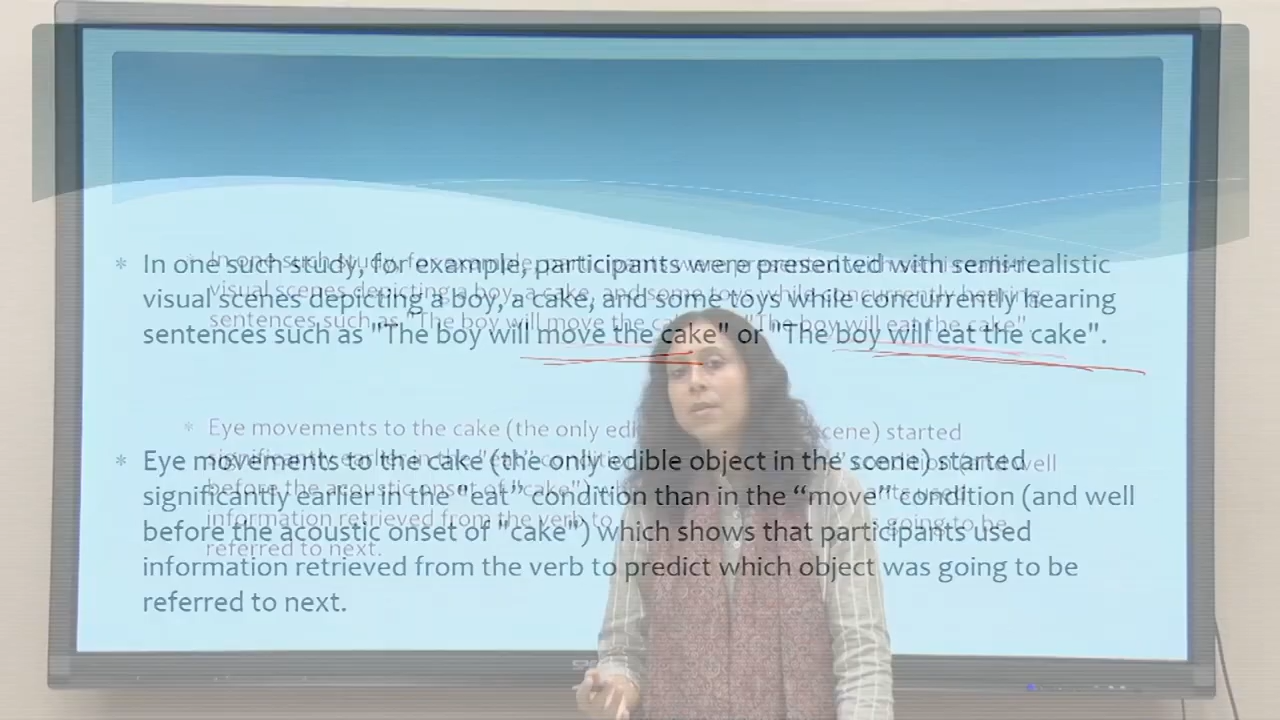 * In one such study, for example, participants were presented with semi-realistic
visual scenes depicting a boy, a cake, and some toys while concurrently hearing
sentences such as "The boy will move the cake" or "The boy will eat the cake".
* Eye movements to the cake (the only edible object in the scene) started
significantly earlier in the "eat” condition than in the “move” condition (and well
before the acoustic onset of "cake") which shows that participants used
information retrieved from the verb to predict which object was going to be
referred to next.